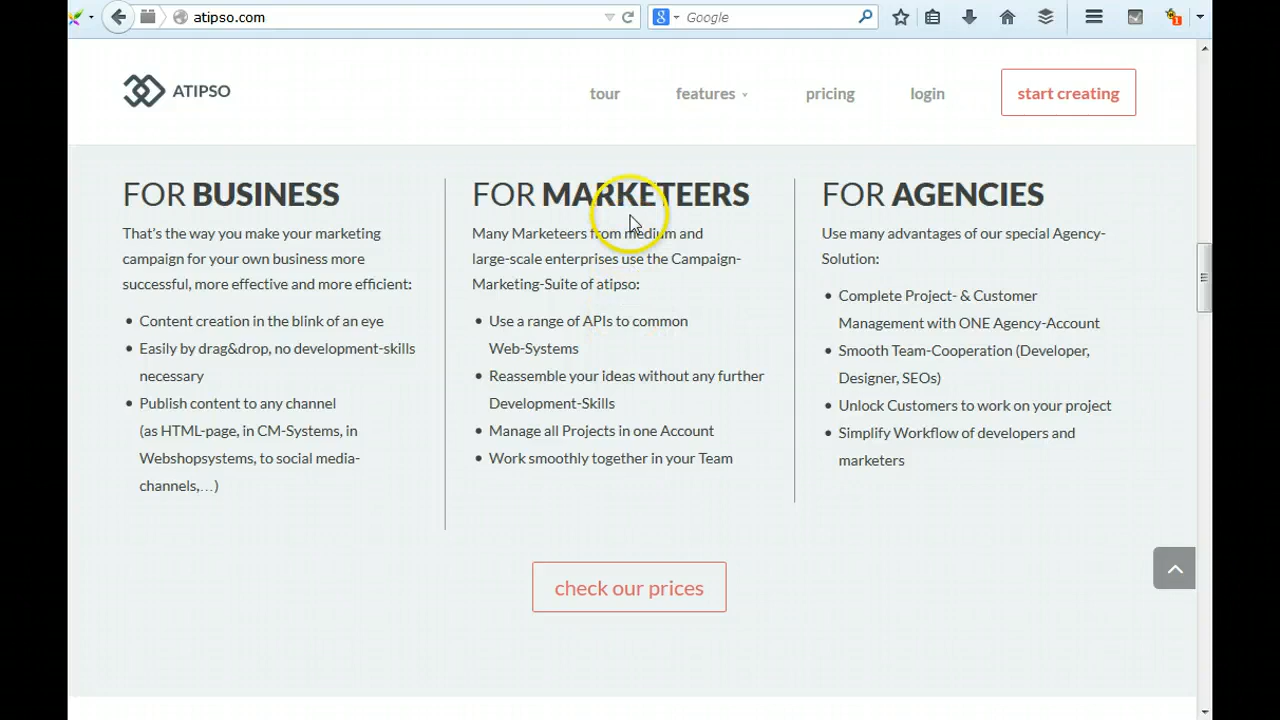 atipso.com
Google
1
ATIPSO
tour
features
pricing
login
start creating
FOR BUSINESS
That's the way you make your marketing
campaign for your own business more
successful, more effective and more efficient:
• Content creation in the blink of an eye
• Easily by drag&drop, no development-skills
necessary
• Publish content to any channel
(as HTML-page, in CM-Systems, in
Webshopsystems, to social media-
channels,...)
FOR MARKETEERS
Many Marketeers from medium and
large-scale enterprises use the Campaign-
Marketing-Suite of atipso:
• Use a range of APIs to common
Web-Systems
• Reassemble your ideas without any further
Development-Skills
• Manage all Projects in one Account
• Work smoothly together in your Team
FOR AGENCIES
Use many advantages of our special Agency-
Solution:
• Complete Project- & Customer
Management with ONE Agency-Account
• Smooth Team-Cooperation (Developer,
Designer, SEOs)
• Unlock Customers to work on your project
• Simplify Workflow of developers and
marketers
check our prices